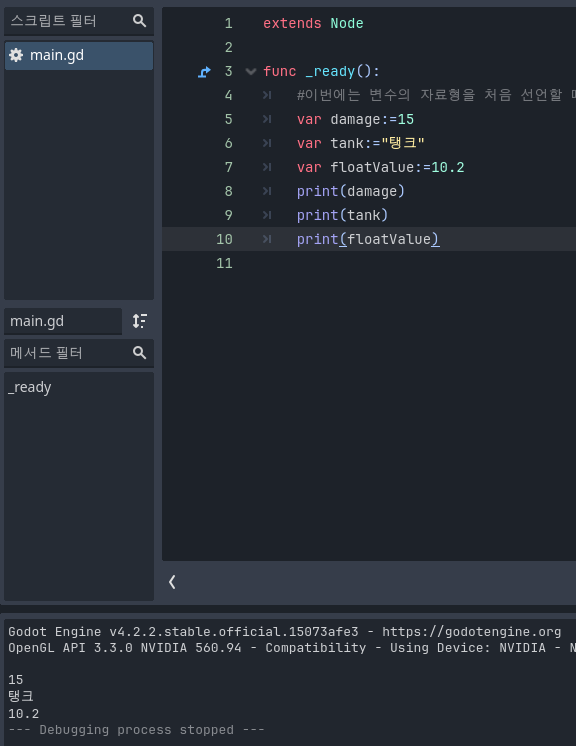 스크립트 필터
main.gd
main.gd
메서드 필터
_ready
1 extends Node
2
3 func _ready():
4 #이번에는 변수의 자료형을 처음 선언할
5 var damage:=15
6 var tank:="탱크"
7 var floatValue:=10.2
8 print(damage)
9 print(tank)
10 print(floatValue)
11
Godot Engine v4.2.2.stable.official.15073afe3 - https://godotengine.org
OpenGL API 3.3.0 NVIDIA 560.94 - Compatibility - Using Device: NVIDIA - N
15
탱크
10.2
--- Debugging process stopped ---